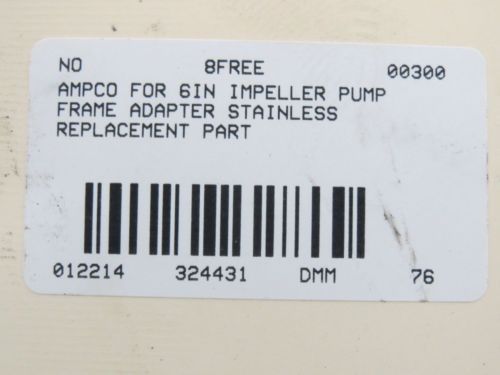 NO 8FREE 00300
AMPCO FOR 6IN IMPELLER PUMP
FRAME ADAPTER STAINLESS
REPLACEMENT PART
012214 324431 DMM 76